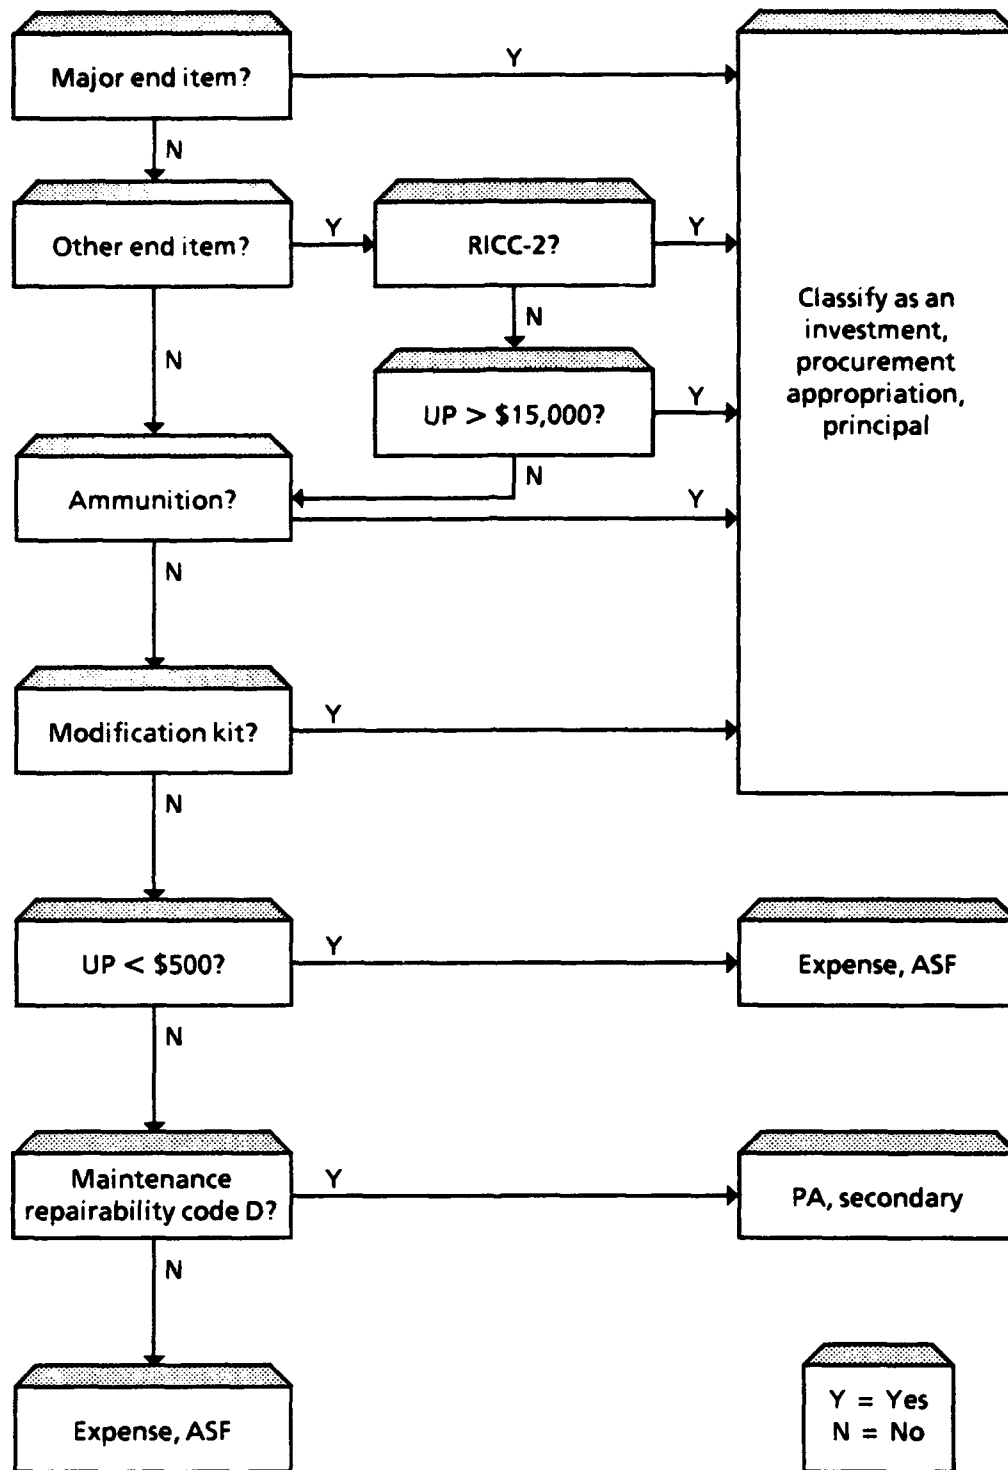 Major end item?
Y
N
Other end item?
Y
RICC-2?
Y
N
N
UP > $15,000?
Y
N
Classify as an
investment,
procurement
appropriation,
principal
Ammunition?
Y
N
Modification kit?
Y
N
UP < $500?
Y
Expense, ASF
N
Maintenance
repairability code D?
Y
PA, secondary
N
Expense, ASF
Y = Yes
N = No